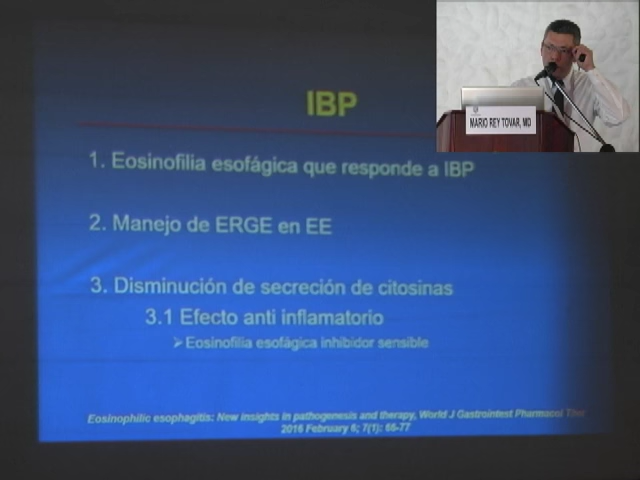 IBP
1. Eosinofilia esofágica que responde a IBP
2. Manejo de ERGE en EE
3. Disminución de secreción de citosinas
3.1 Efecto anti inflamatorio
➢Eosinofilia esofágica inhibidor sensible
Eosinophilic esophagitis: New insights in pathogenesis and therapy, World J Gastrointest Pharmacol Ther
2016 February 6; 7(1): 66-77
MARIO REY TOVAR, MD